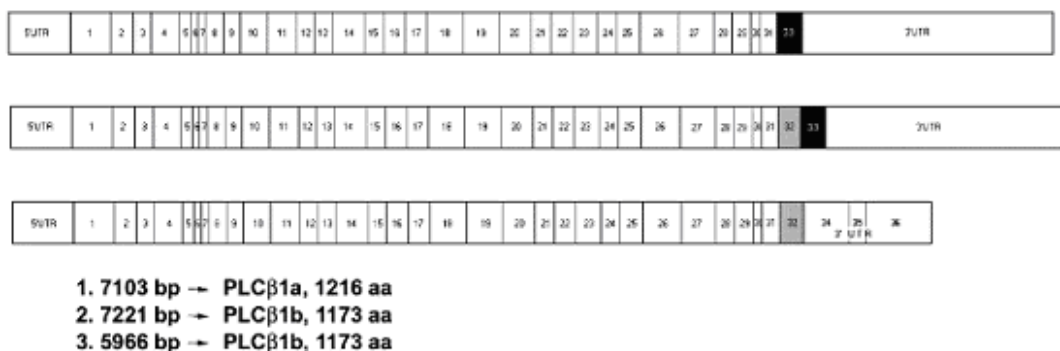 5'UTR 1 2 3 4 5 6 7 8 9 10 11 12 13 14 15 16 17 18 19 20 21 22 23 24 25 26 27 28 29 30 31 33 3'UTR
5'UTR 1 2 3 4 5 6 7 8 9 10 11 12 13 14 15 16 17 18 19 20 21 22 23 24 25 26 27 28 29 30 31 32 33 3'UTR
5'UTR 1 2 3 4 5 6 7 8 9 10 11 12 13 14 15 16 17 18 19 20 21 22 23 24 25 26 27 28 29 30 31 32 34 35 36
3' UTR
1. 7103 bp → PLCβ1a, 1216 aa
2. 7221 bp → PLCβ1b, 1173 aa
3. 5966 bp → PLCβ1b, 1173 aa